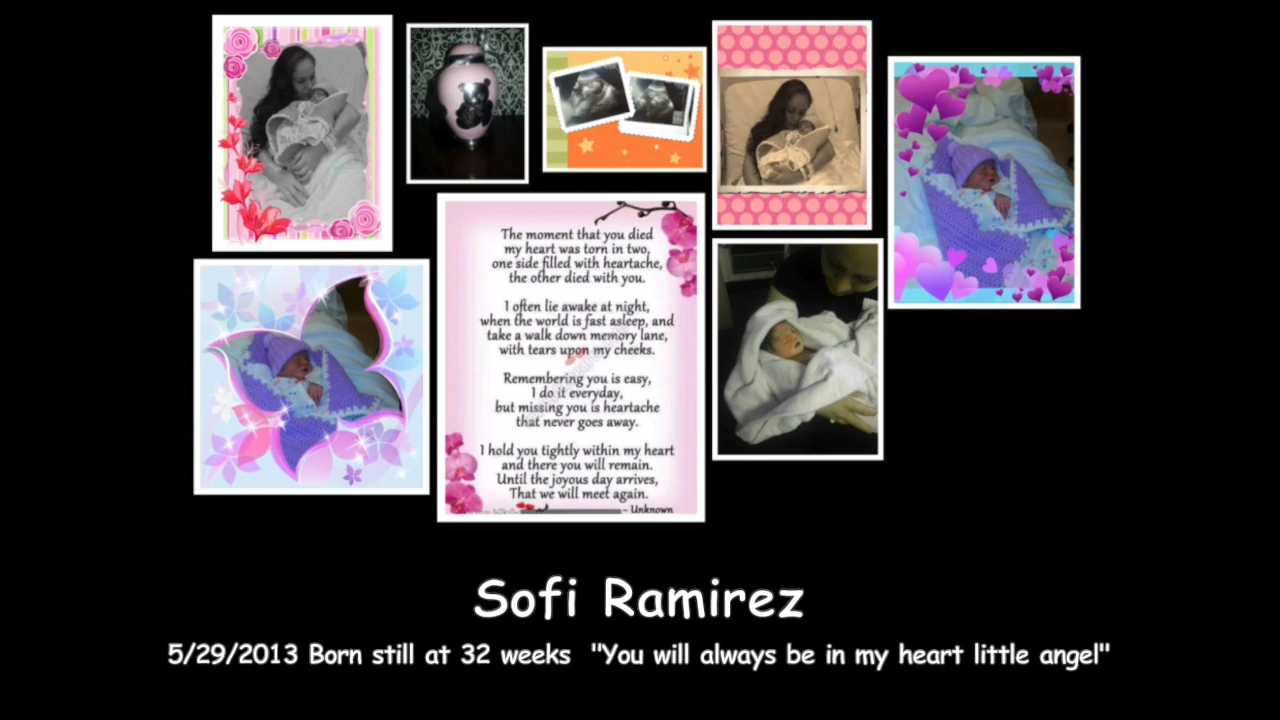 The moment that you died
my heart was torn in two,
one side filled with heartache,
the other died with you.
I often lie awake at night,
when the world is fast asleep, and
take a walk down memory lane,
with tears upon my cheeks.
Remembering you is easy,
I do it everyday,
but missing you is heartache
that never goes away.
I hold you tightly within my heart
and there you will remain.
Until the joyous day arrives,
That we will meet again.
~ Unknown
Sofi Ramirez
5/29/2013 Born still at 32 weeks "You will always be in my heart little angel"